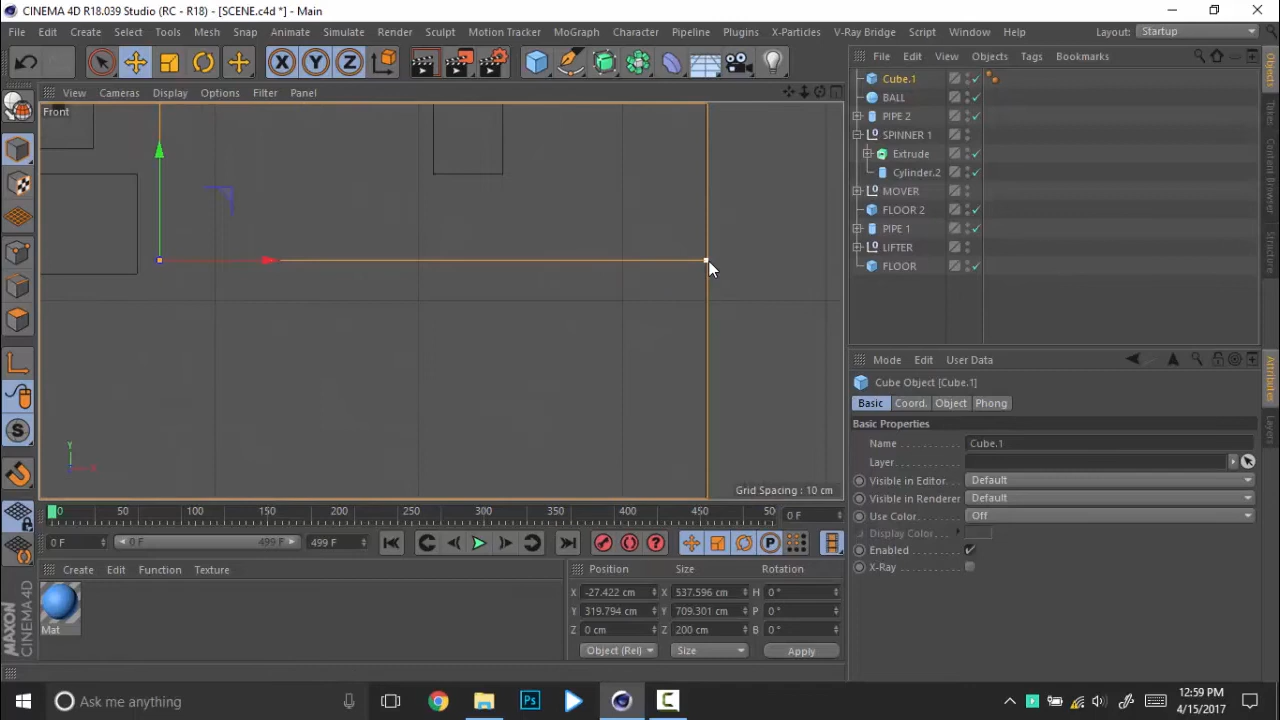 CINEMA 4D R18.039 Studio (RC - R18) - [SCENE.c4d *] - Main
File Edit Create Select Tools Mesh Snap Animate Simulate Render Sculpt Motion Tracker MoGraph Character Pipeline Plugins X-Particles V-Ray Bridge Script Window Help Layout: Startup
X Y Z
File Edit View Objects Tags Bookmarks
View Cameras Display Options Filter Panel
Front
Cube.1
BALL
PIPE 2
SPINNER 1
Extrude
Cylinder.2
MOVER
FLOOR 2
PIPE 1
LIFTER
FLOOR
Objects
Takes
Content Browser
Structure
Mode Edit User Data
Cube Object [Cube.1]
Basic Coord. Object Phong
Basic Properties
Name Cube.1
Layer
Visible in Editor Default
Visible in Renderer Default
Use Color Off
Display Color
Enabled
X-Ray
Attributes
Layers
Y
Grid Spacing : 10 cm
0 50 100 150 200 250 300 350 400 450 50 0 F
0 F 0 F 499 F 499 F
Create Edit Function Texture
Mat
Position Size Rotation
X -27.422 cm X 537.596 cm H 0 °
Y 319.794 cm Y 709.301 cm P 0 °
Z 0 cm Z 200 cm B 0 °
Object (Rel) Size Apply
MAXON CINEMA 4D
Ask me anything
12:59 PM
4/15/2017